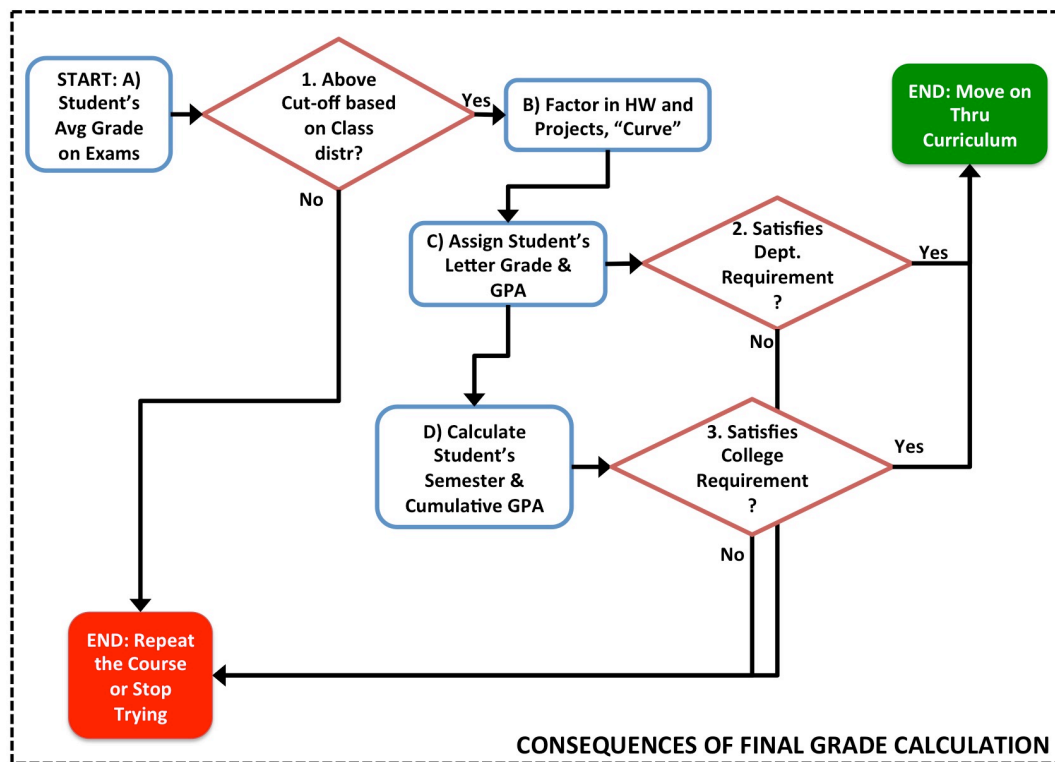 START: A)
Student's
Avg Grade
on Exams
1. Above
Cut-off based
on Class
distr?
Yes
No
B) Factor in HW and
Projects, "Curve"
END: Move on
Thru
Curriculum
C) Assign Student's
Letter Grade &
GPA
2. Satisfies
Dept.
Requirement
?
Yes
No
D) Calculate
Student's
Semester &
Cumulative GPA
3. Satisfies
College
Requirement
?
Yes
No
END: Repeat
the Course
or Stop
Trying
CONSEQUENCES OF FINAL GRADE CALCULATION